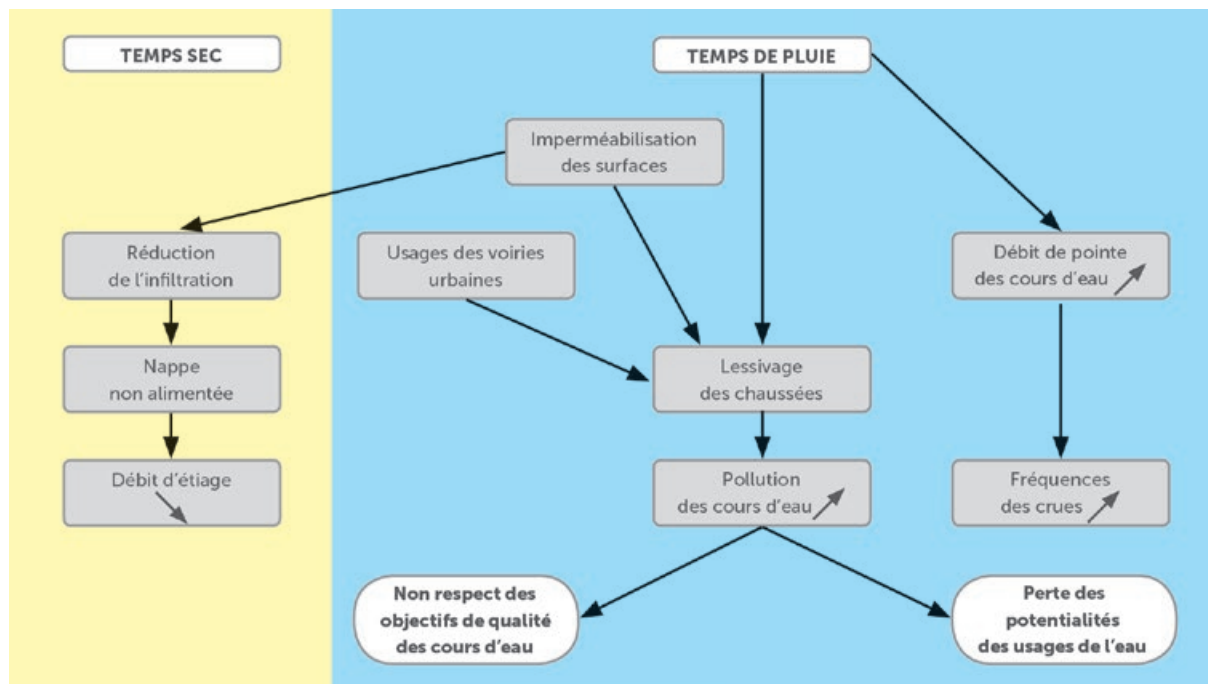 TEMPS SEC
TEMPS DE PLUIE
Imperméabilisation
des surfaces
Réduction
de l'infiltration
Usages des voiries
urbaines
Débit de pointe
des cours d'eau
Nappe
non alimentée
Lessivage
des chaussées
Débit d'étiage
Pollution
des cours d'eau
Fréquences
des crues
Non respect des
objectifs de qualité
des cours d'eau
Perte des
potentialités
des usages de l'eau